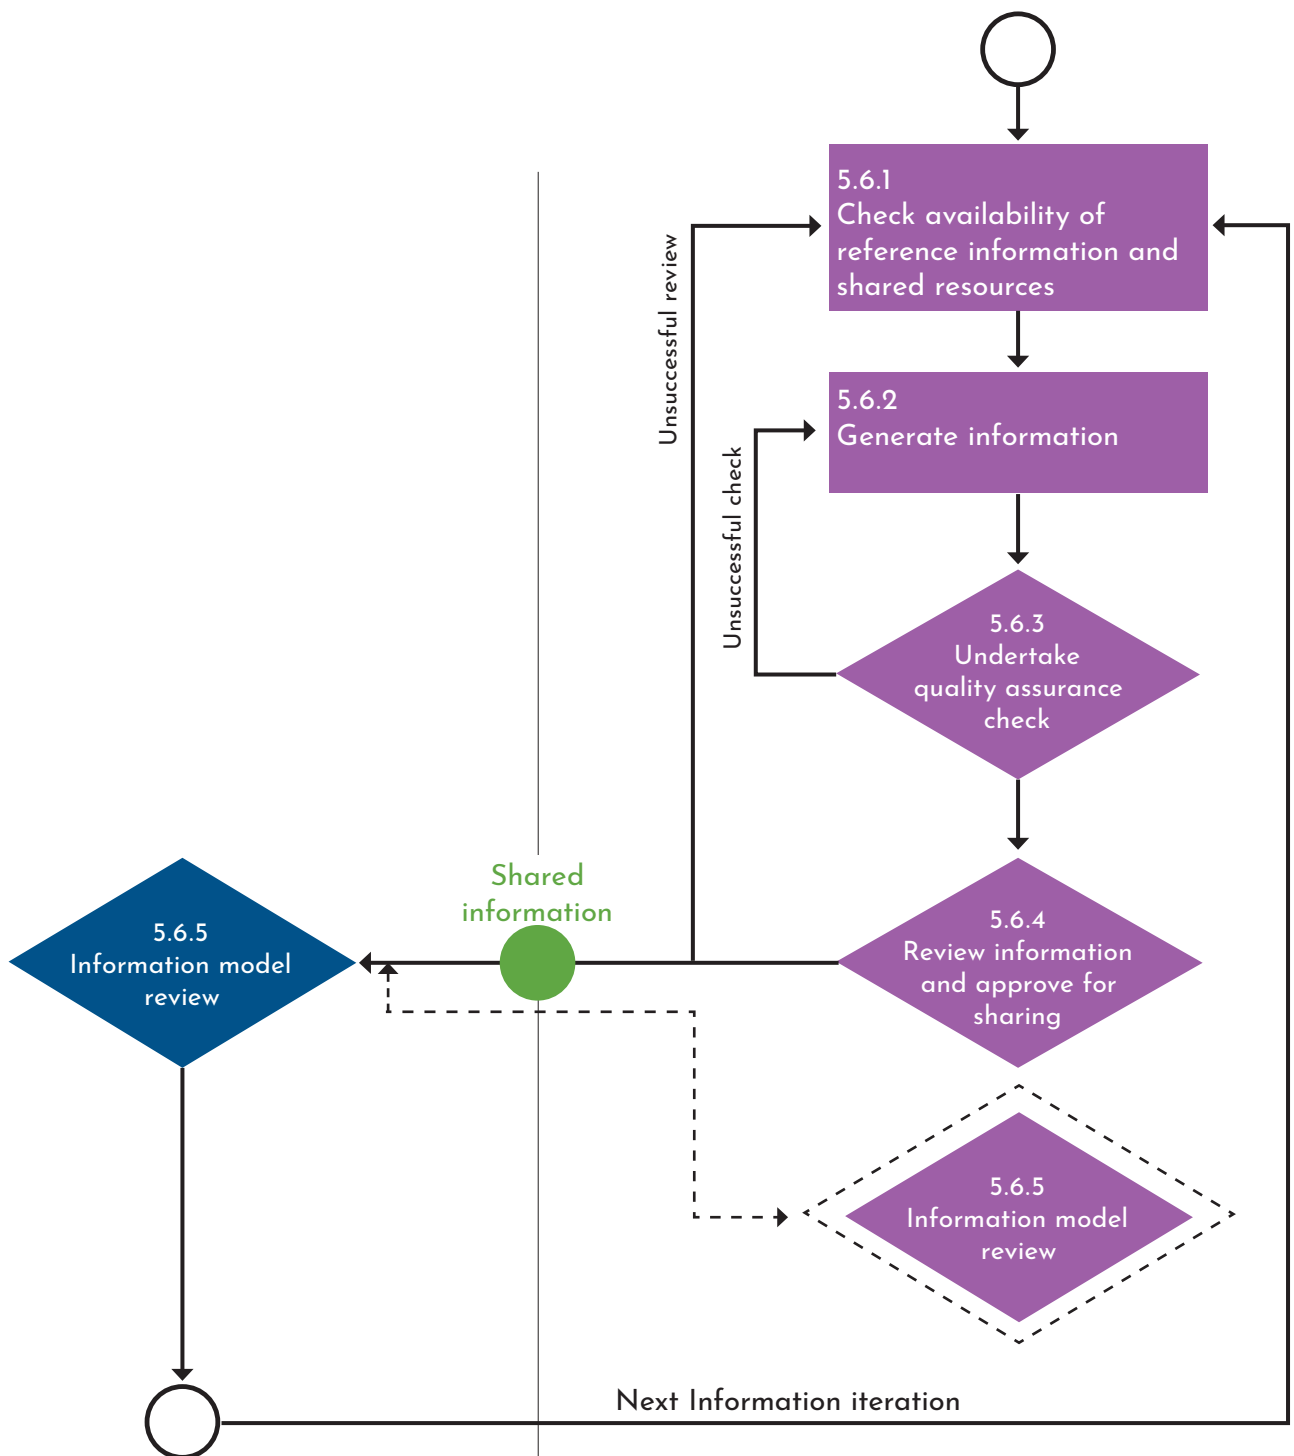 5.6.1
Check availability of
reference information and
shared resources
Unsuccessful review
5.6.2
Generate information
Unsuccessful check
5.6.3
Undertake
quality assurance
check
Shared
information
5.6.5
Information model
review
5.6.4
Review information
and approve for
sharing
5.6.5
Information model
review
Next Information iteration